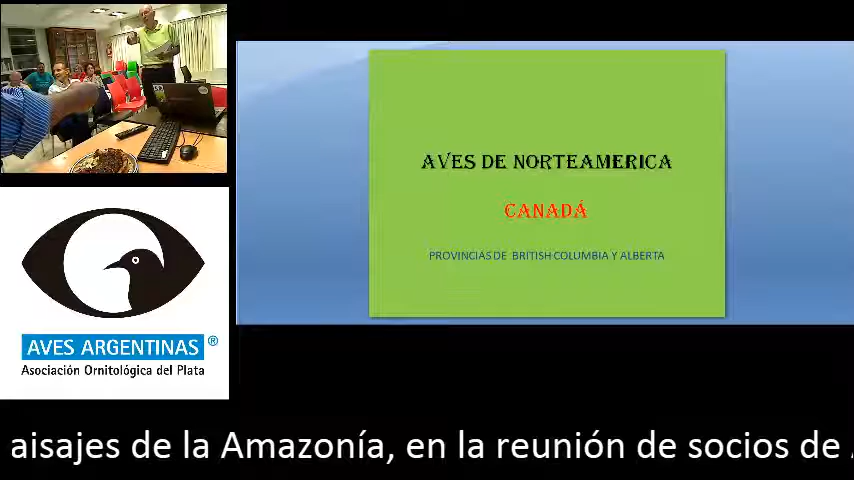 AVES DE NORTEAMERICA
CANADÁ
PROVINCIAS DE BRITISH COLUMBIA Y ALBERTA
AVES ARGENTINAS ®
Asociación Ornitológica del Plata
aisajes de la Amazonía, en la reunión de socios de